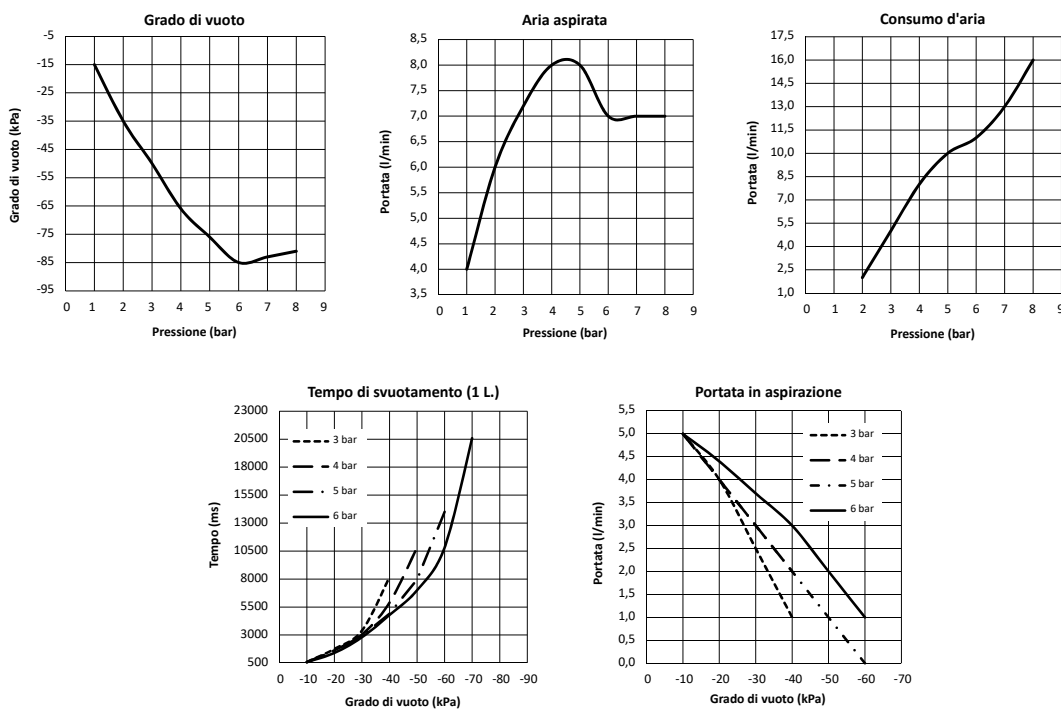 Grado di vuoto
-5
-15
-25
-35
-45
-55
-65
-75
-85
-95
0 1 2 3 4 5 6 7 8 9
Grado di vuoto (kPa)
Pressione (bar)
Aria aspirata
8,5
8,0
7,5
7,0
6,5
6,0
5,5
5,0
4,5
4,0
3,5
0 1 2 3 4 5 6 7 8 9
Portata (l/min)
Pressione (bar)
Consumo d'aria
17,5
16,0
14,5
13,0
11,5
10,0
8,5
7,0
5,5
4,0
2,5
1,0
0 1 2 3 4 5 6 7 8 9
Portata (l/min)
Pressione (bar)
Tempo di svuotamento (1 L.)
23000
20500
18000
15500
13000
10500
8000
5500
3000
500
3 bar
4 bar
5 bar
6 bar
0 -10 -20 -30 -40 -50 -60 -70 -80 -90
Tempo (ms)
Grado di vuoto (kPa)
Portata in aspirazione
5,5
5,0
4,5
4,0
3,5
3,0
2,5
2,0
1,5
1,0
0,5
0,0
3 bar
4 bar
5 bar
6 bar
0 -10 -20 -30 -40 -50 -60 -70
Portata (l/min)
Grado di vuoto (kPa)